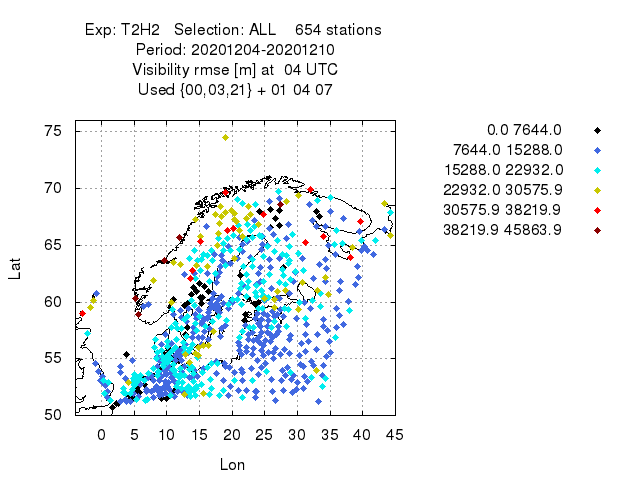 Exp: T2H2 Selection: ALL 654 stations
Period: 20201204-20201210
Visibility rmse [m] at 04 UTC
Used {00,03,21} + 01 04 07
0.0 7644.0
7644.0 15288.0
15288.0 22932.0
22932.0 30575.9
30575.9 38219.9
38219.9 45863.9
75
70
65
60
55
50
Lat
0 5 10 15 20 25 30 35 40 45
Lon